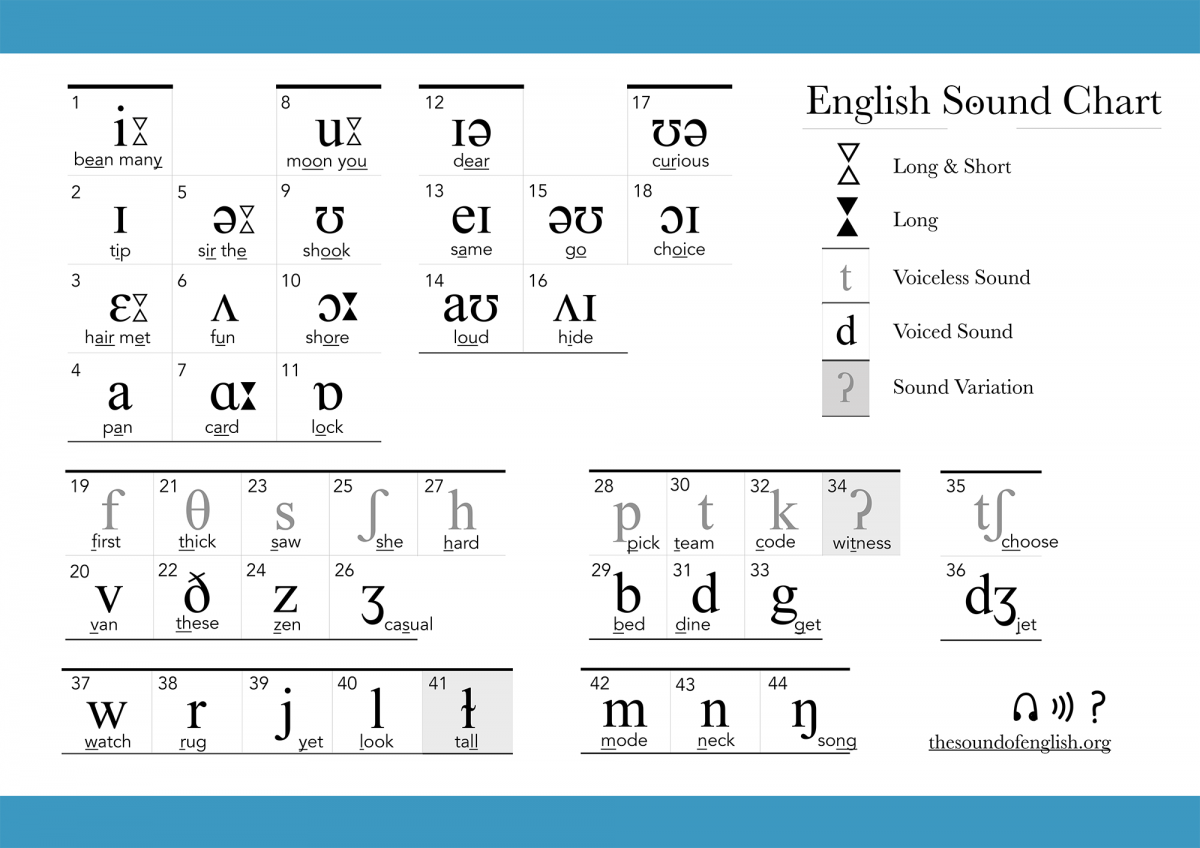 English Sound Chart
1 i
bean many
8 u
moon you
12 ɪə
dear
17 ʊə
curious
2 ɪ
tip
5 ə
sir the
9 ʊ
shook
13 eɪ
same
15 əʊ
go
18 ɔɪ
choice
3 ɛ
hair met
6 ʌ
fun
10 ɔː
shore
14 aʊ
loud
16 ʌɪ
hide
4 a
pan
7 ɑː
card
11 ɒ
lock
Long & Short
Long
t Voiceless Sound
d Voiced Sound
ʔ Sound Variation
19 f
first
21 θ
thick
23 s
saw
25 ʃ
she
27 h
hard
28 p
pick
30 t
team
32 k
code
34 ʔ
witness
35 tʃ
choose
20 v
van
22 ð
these
24 z
zen
26 ʒ
casual
29 b
bed
31 d
dine
33 g
get
36 dʒ
jet
37 w
watch
38 r
rug
39 j
yet
40 l
look
41 ɫ
tall
42 m
mode
43 n
neck
44 ŋ
song
?
thesoundofenglish.org